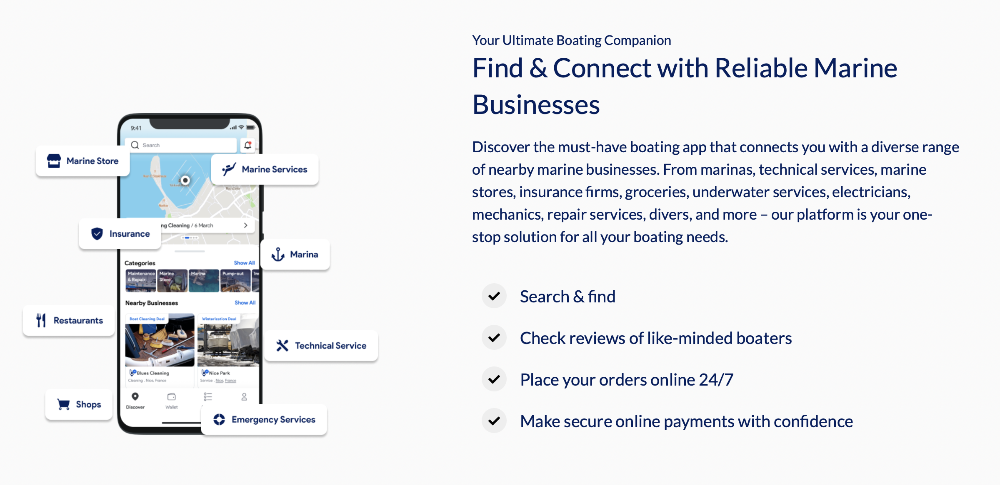 Your Ultimate Boating Companion
Find & Connect with Reliable Marine
Businesses
Discover the must-have boating app that connects you with a diverse range
of nearby marine businesses. From marinas, technical services, marine
stores, insurance firms, groceries, underwater services, electricians,
mechanics, repair services, divers, and more – our platform is your one-
stop solution for all your boating needs.
Search & find
Check reviews of like-minded boaters
Place your orders online 24/7
Make secure online payments with confidence
9:41
Search
Marine Store
Marine Services
MacroCenter
Insurance
ng Cleaning / 6 March
Marina
Categories
Show All
Maintenance
& Repair
Marine
Store
Marine
Pump-out
Ins
Nearby Businesses
Show All
Restaurants
Boat Cleaning Deal
Winterization Deal
Technical Service
Blues Cleaning
Cleaning . Nice, France
Nice Park
Service . Nice, France
Shops
Discover
Wallet
Emergency Services